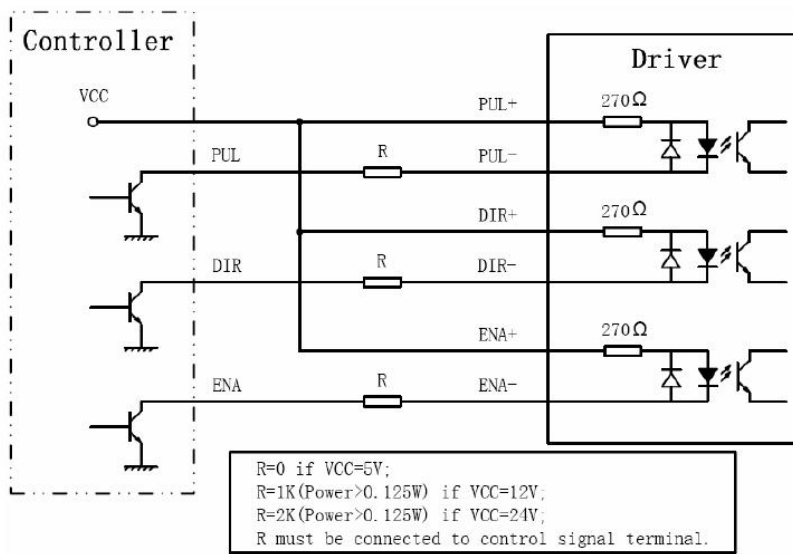 Controller
Driver
VCC
PUL+
270Ω
PUL
R
PUL-
DIR+
270Ω
DIR
R
DIR-
ENA+
270Ω
ENA
R
ENA-
R=0 if VCC=5V;
R=1K(Power>0.125W) if VCC=12V;
R=2K(Power>0.125W) if VCC=24V;
R must be connected to control signal terminal.